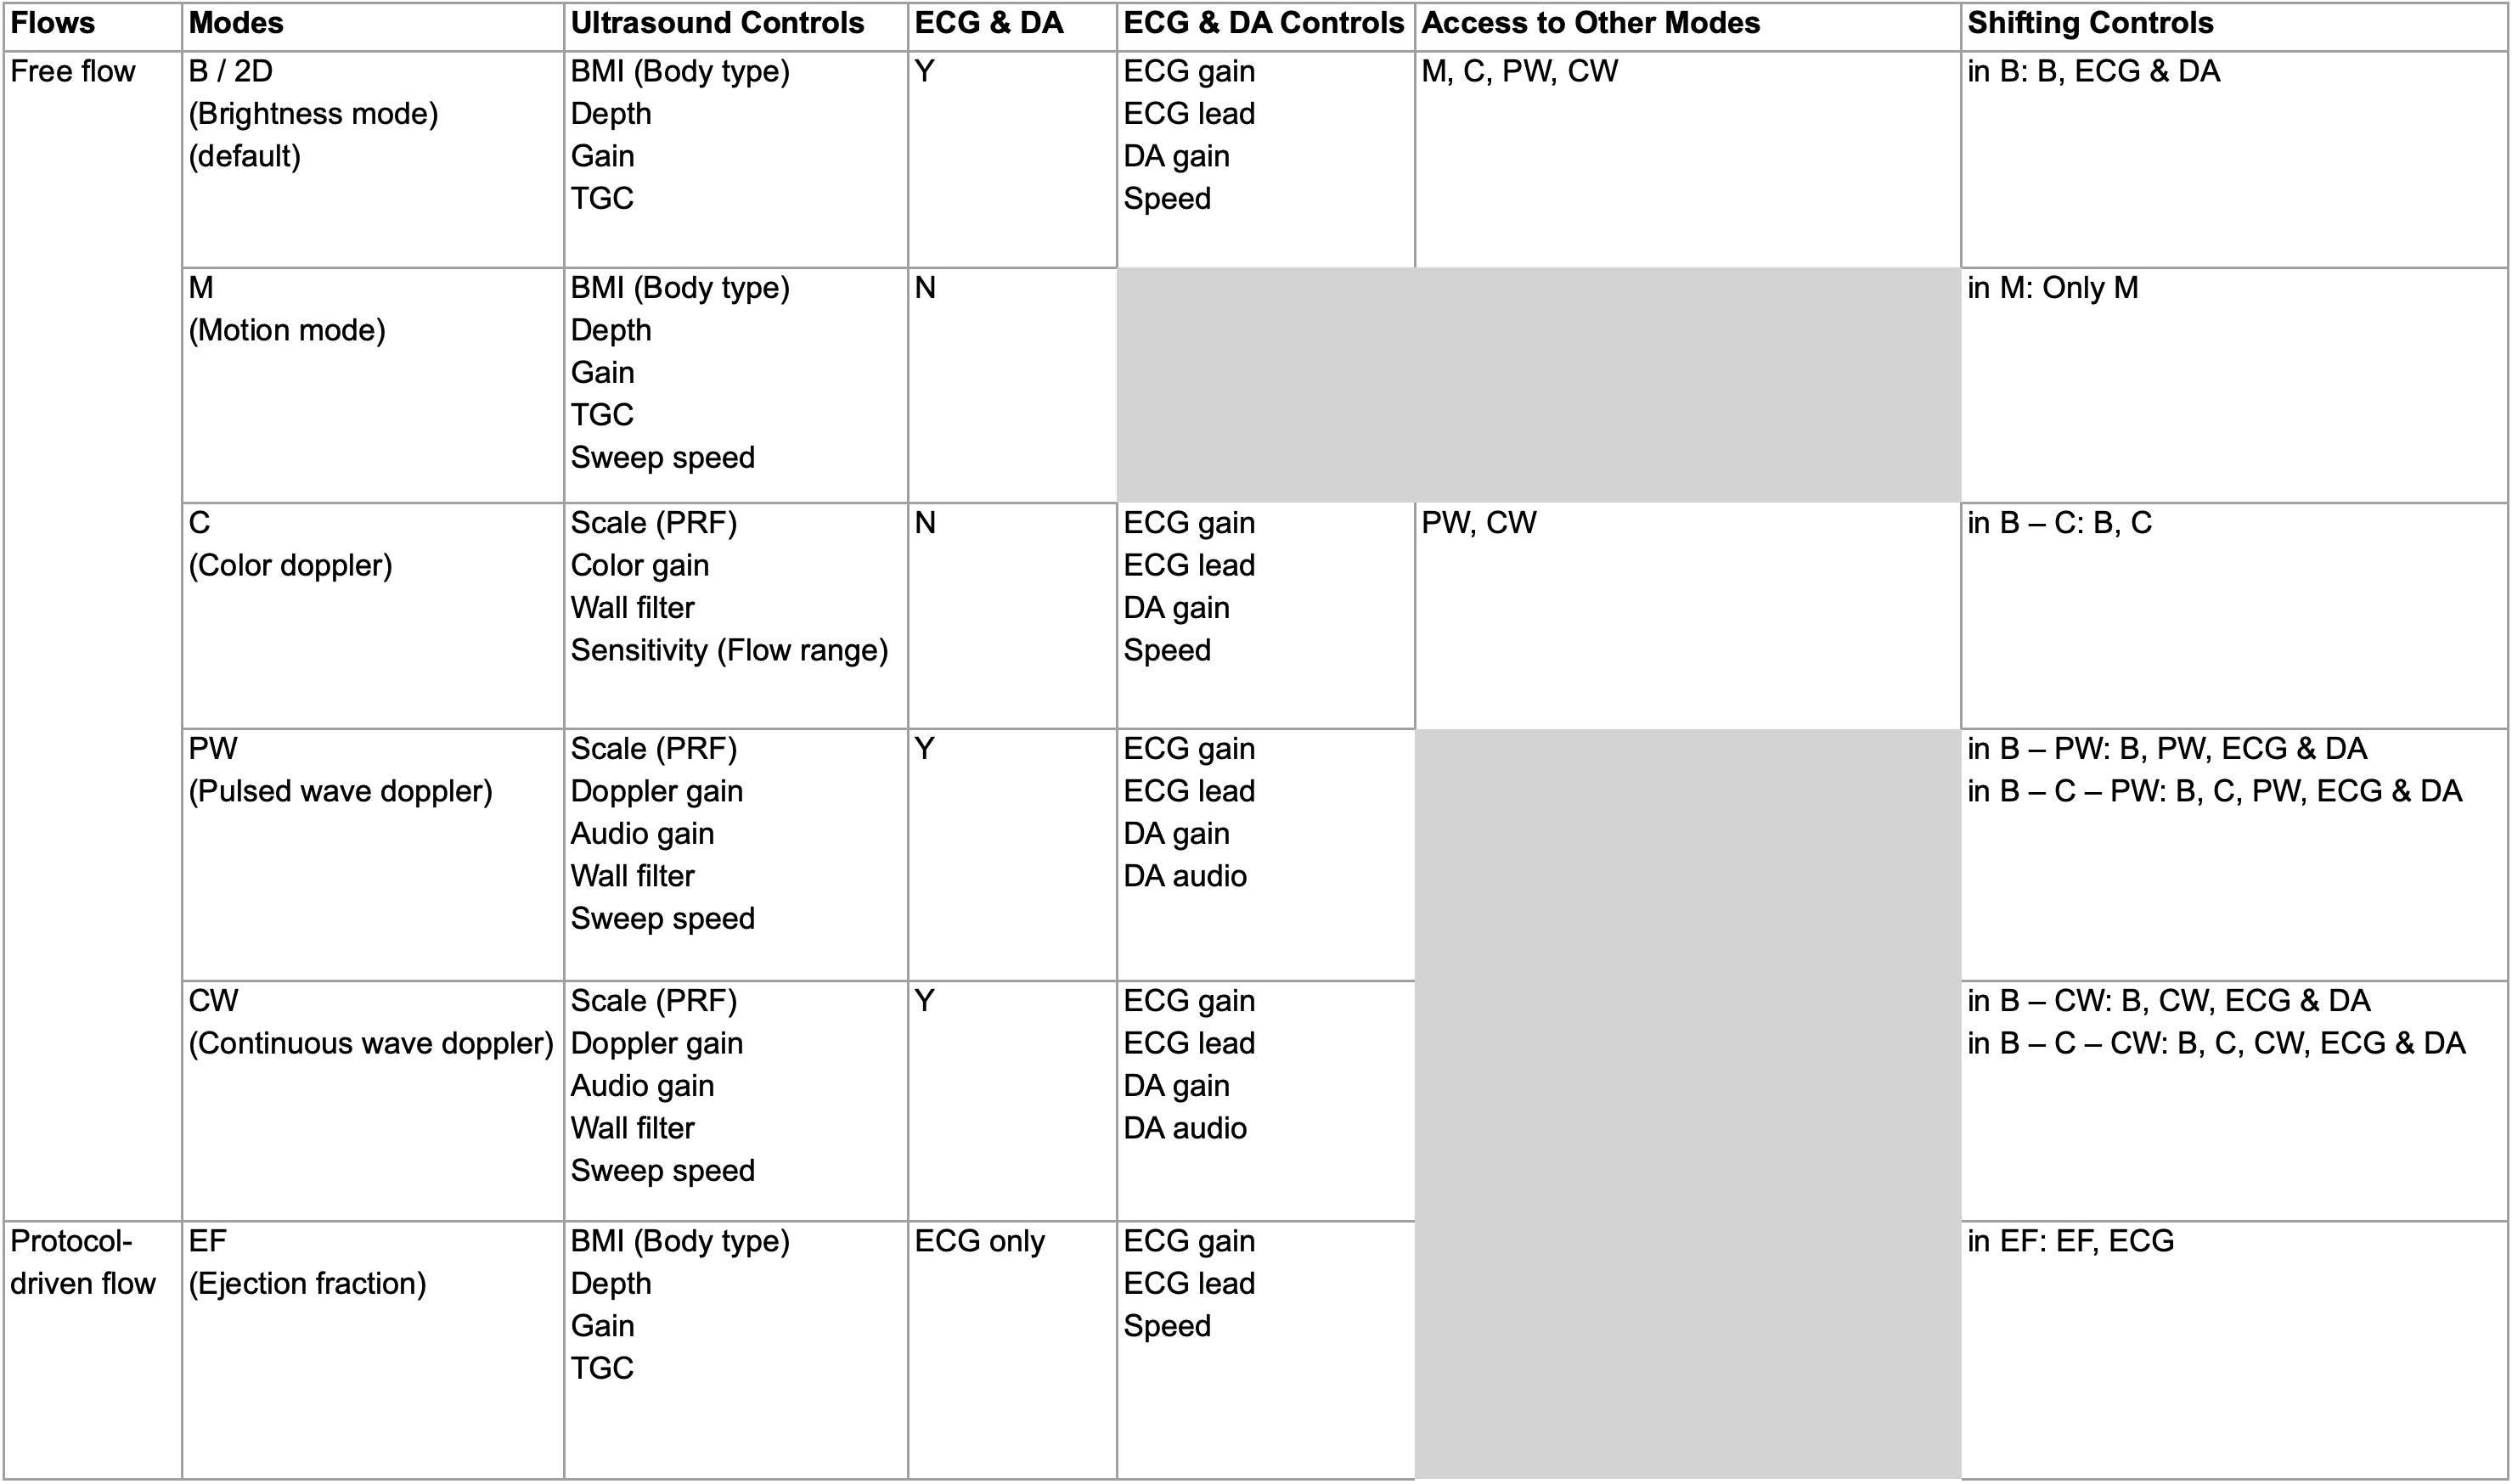 Flows Modes Ultrasound Controls ECG & DA ECG & DA Controls Access to Other Modes Shifting Controls
Free flow B / 2D BMI (Body type) Y ECG gain M, C, PW, CW in B: B, ECG & DA
(Brightness mode) Depth ECG lead
(default) Gain DA gain
TGC Speed
M BMI (Body type) N in M: Only M
(Motion mode) Depth
Gain
TGC
Sweep speed
C Scale (PRF) N ECG gain PW, CW in B – C: B, C
(Color doppler) Color gain ECG lead
Wall filter DA gain
Sensitivity (Flow range) Speed
PW Scale (PRF) Y ECG gain in B – PW: B, PW, ECG & DA
(Pulsed wave doppler) Doppler gain ECG lead in B – C – PW: B, C, PW, ECG & DA
Audio gain DA gain
Wall filter DA audio
Sweep speed
CW Scale (PRF) Y ECG gain in B – CW: B, CW, ECG & DA
(Continuous wave doppler) Doppler gain ECG lead in B – C – CW: B, C, CW, ECG & DA
Audio gain DA gain
Wall filter DA audio
Sweep speed
Protocol- EF BMI (Body type) ECG only ECG gain in EF: EF, ECG
driven flow (Ejection fraction) Depth ECG lead
Gain Speed
TGC